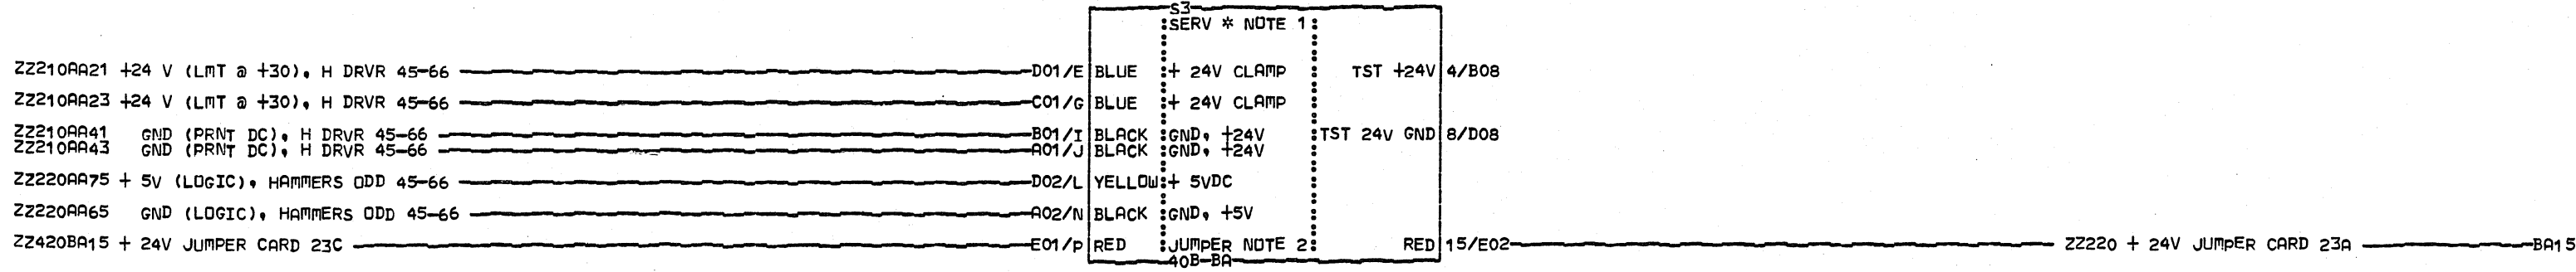 S3
SERV * NOTE 1
ZZ210AA21 +24 V (LMT @ +30), H DRVR 45-66 D01/E BLUE + 24V CLAMP TST +24V 4/B08
ZZ210AA23 +24 V (LMT @ +30), H DRVR 45-66 C01/G BLUE + 24V CLAMP
ZZ210AA41 GND (PRNT DC), H DRVR 45-66 B01/I BLACK GND, +24V TST 24V GND 8/D08
ZZ210AA43 GND (PRNT DC), H DRVR 45-66 A01/J BLACK GND, +24V
ZZ220AA75 + 5V (LOGIC), HAMMERS ODD 45-66 D02/L YELLOW + 5VDC
ZZ220AA65 GND (LOGIC), HAMMERS ODD 45-66 A02/N BLACK GND, +5V
ZZ420BA15 + 24V JUMPER CARD 23C E01/P RED JUMPER NOTE 2 RED 15/E02 ZZ220 + 24V JUMPER CARD 23A BA15
40B-BA